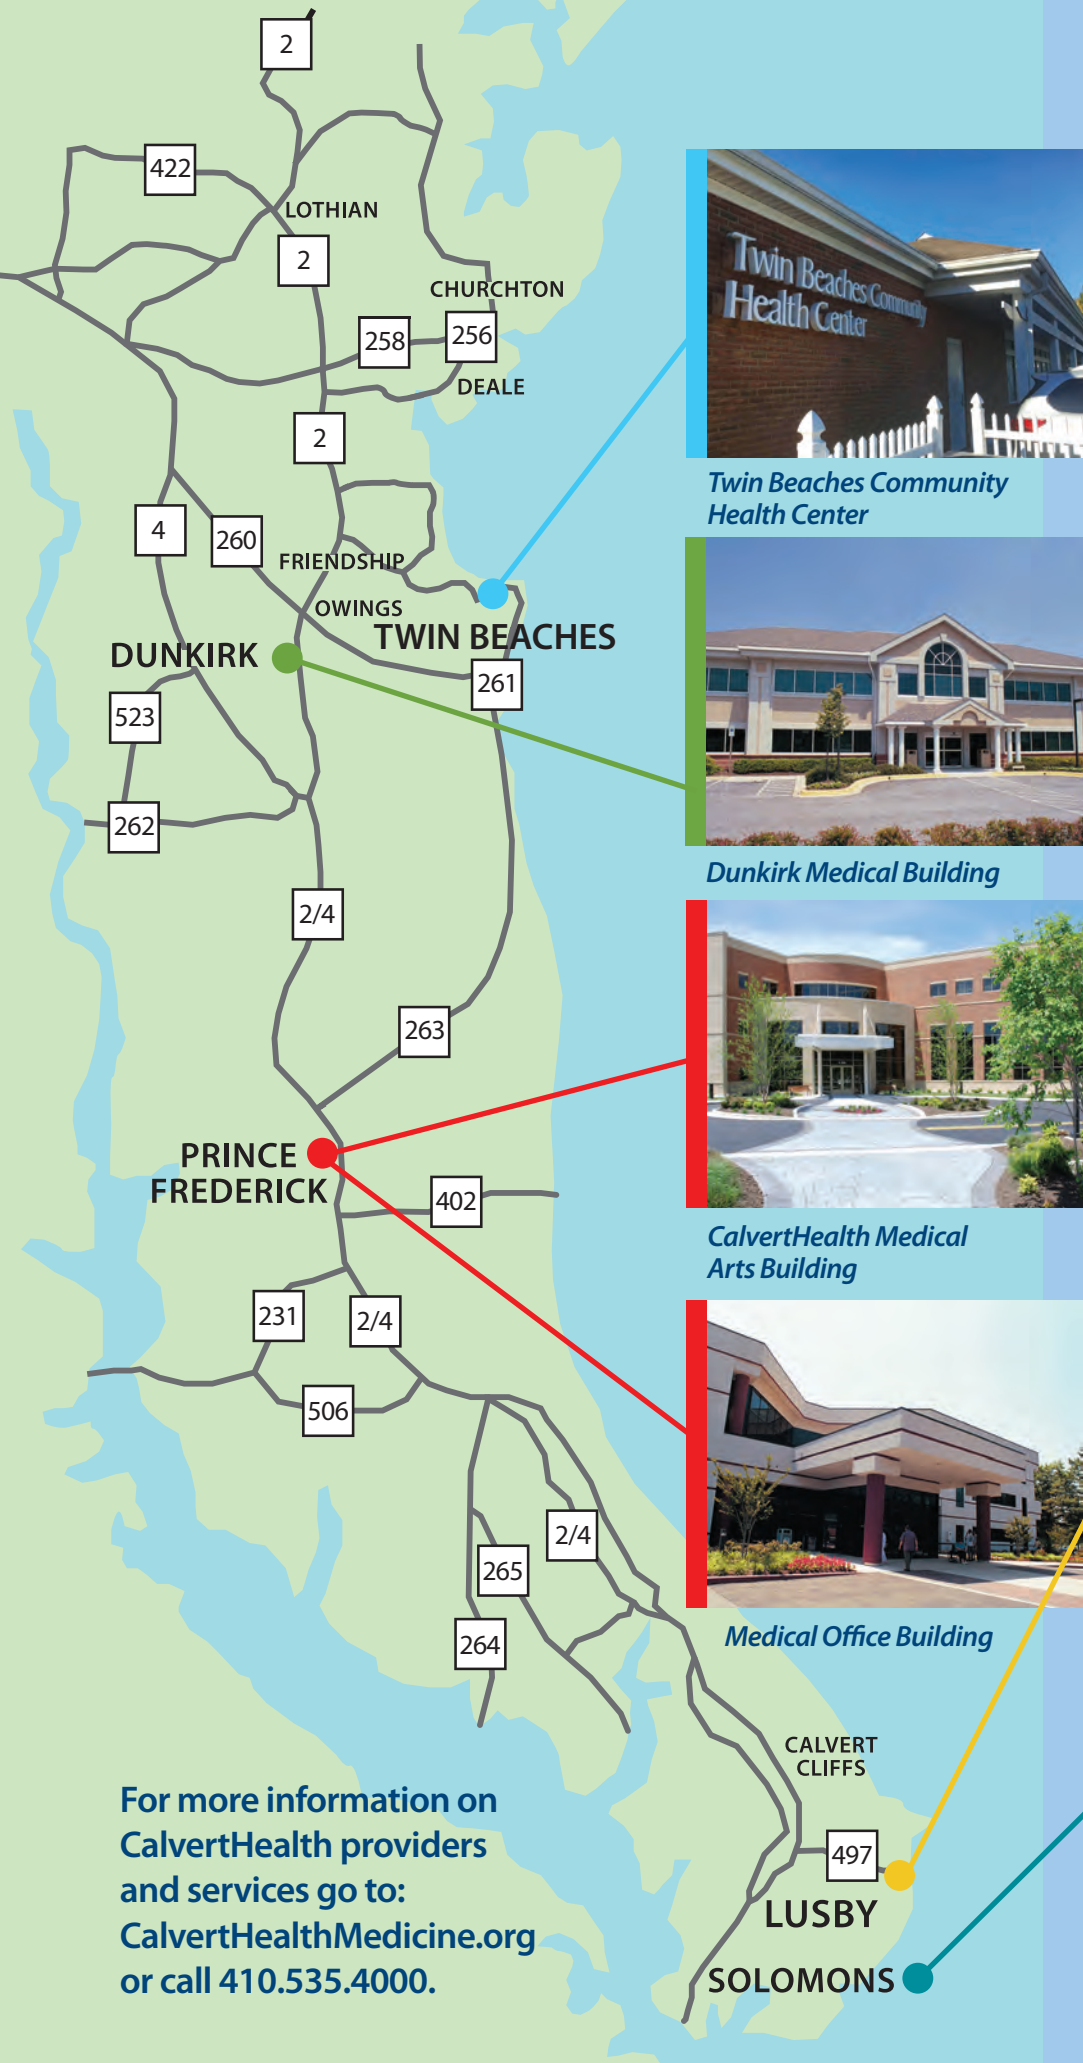 2
422
LOTHIAN
2
CHURCHTON
258
256
DEALE
2
Twin Beaches Community
Health Center
Twin Beaches Community
Health Center
4
260
FRIENDSHIP
OWINGS
TWIN BEACHES
DUNKIRK
261
523
262
Dunkirk Medical Building
2/4
263
PRINCE
FREDERICK
402
CalvertHealth Medical
Arts Building
231
2/4
506
2/4
265
264
Medical Office Building
CALVERT
CLIFFS
497
LUSBY
SOLOMONS
For more information on
CalvertHealth providers
and services go to:
CalvertHealthMedicine.org
or call 410.535.4000.